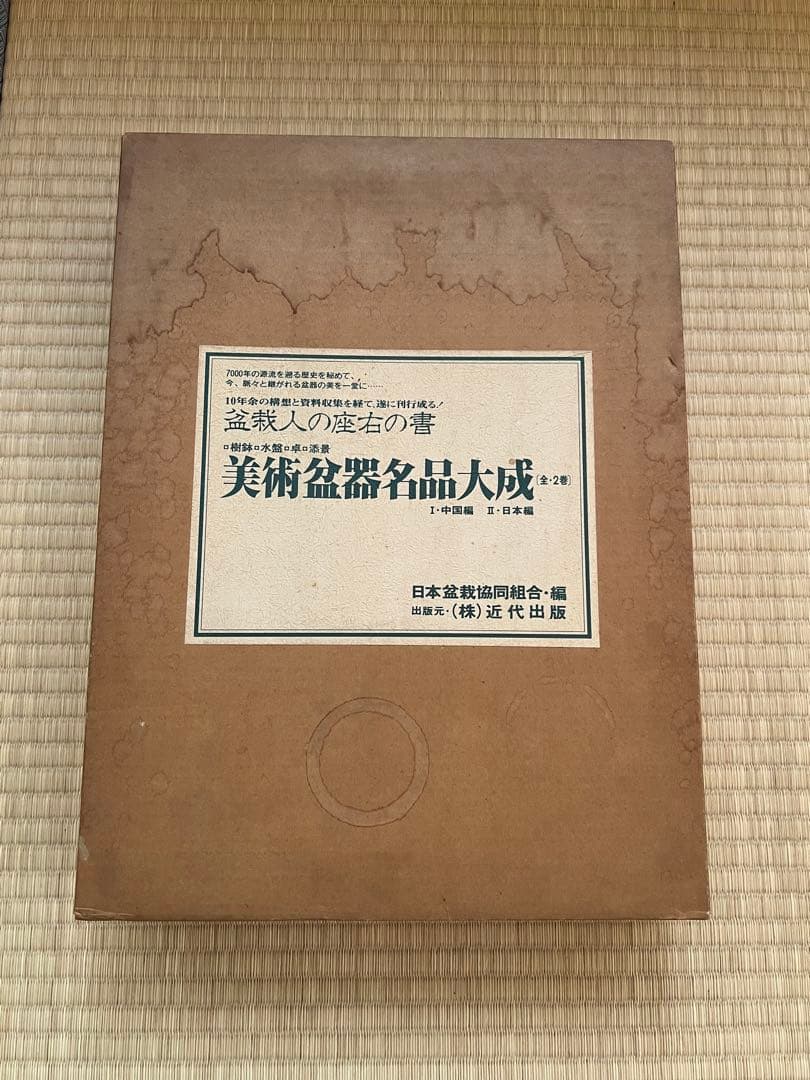 7000年の源流を遡る歴史を秘めて、
今、脈々と継がれる盆器の美を一堂に……
10年余の構想と資料収集を経て、遂に刊行成る!
盆栽人の座右の書
▫樹鉢▫水盤▫卓▫添景
美術盆器名品大成〔全・2巻〕
Ⅰ・中国編 Ⅱ・日本編
日本盆栽協同組合・編
出版元・(株)近代出版